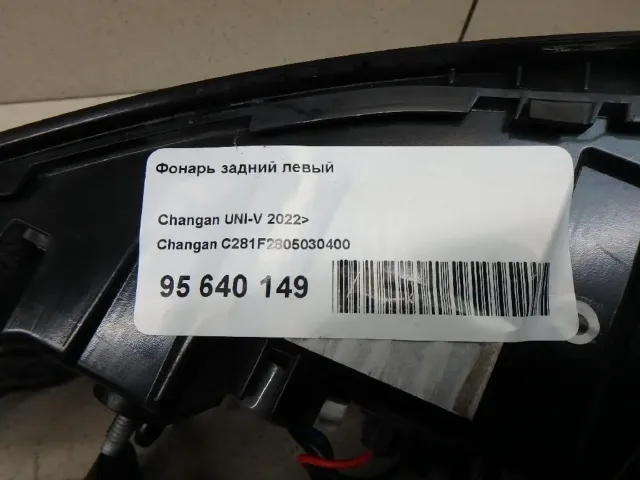 Фонарь задний левый
Changan UNI-V 2022>
Changan C281F2805030400
95 640 149